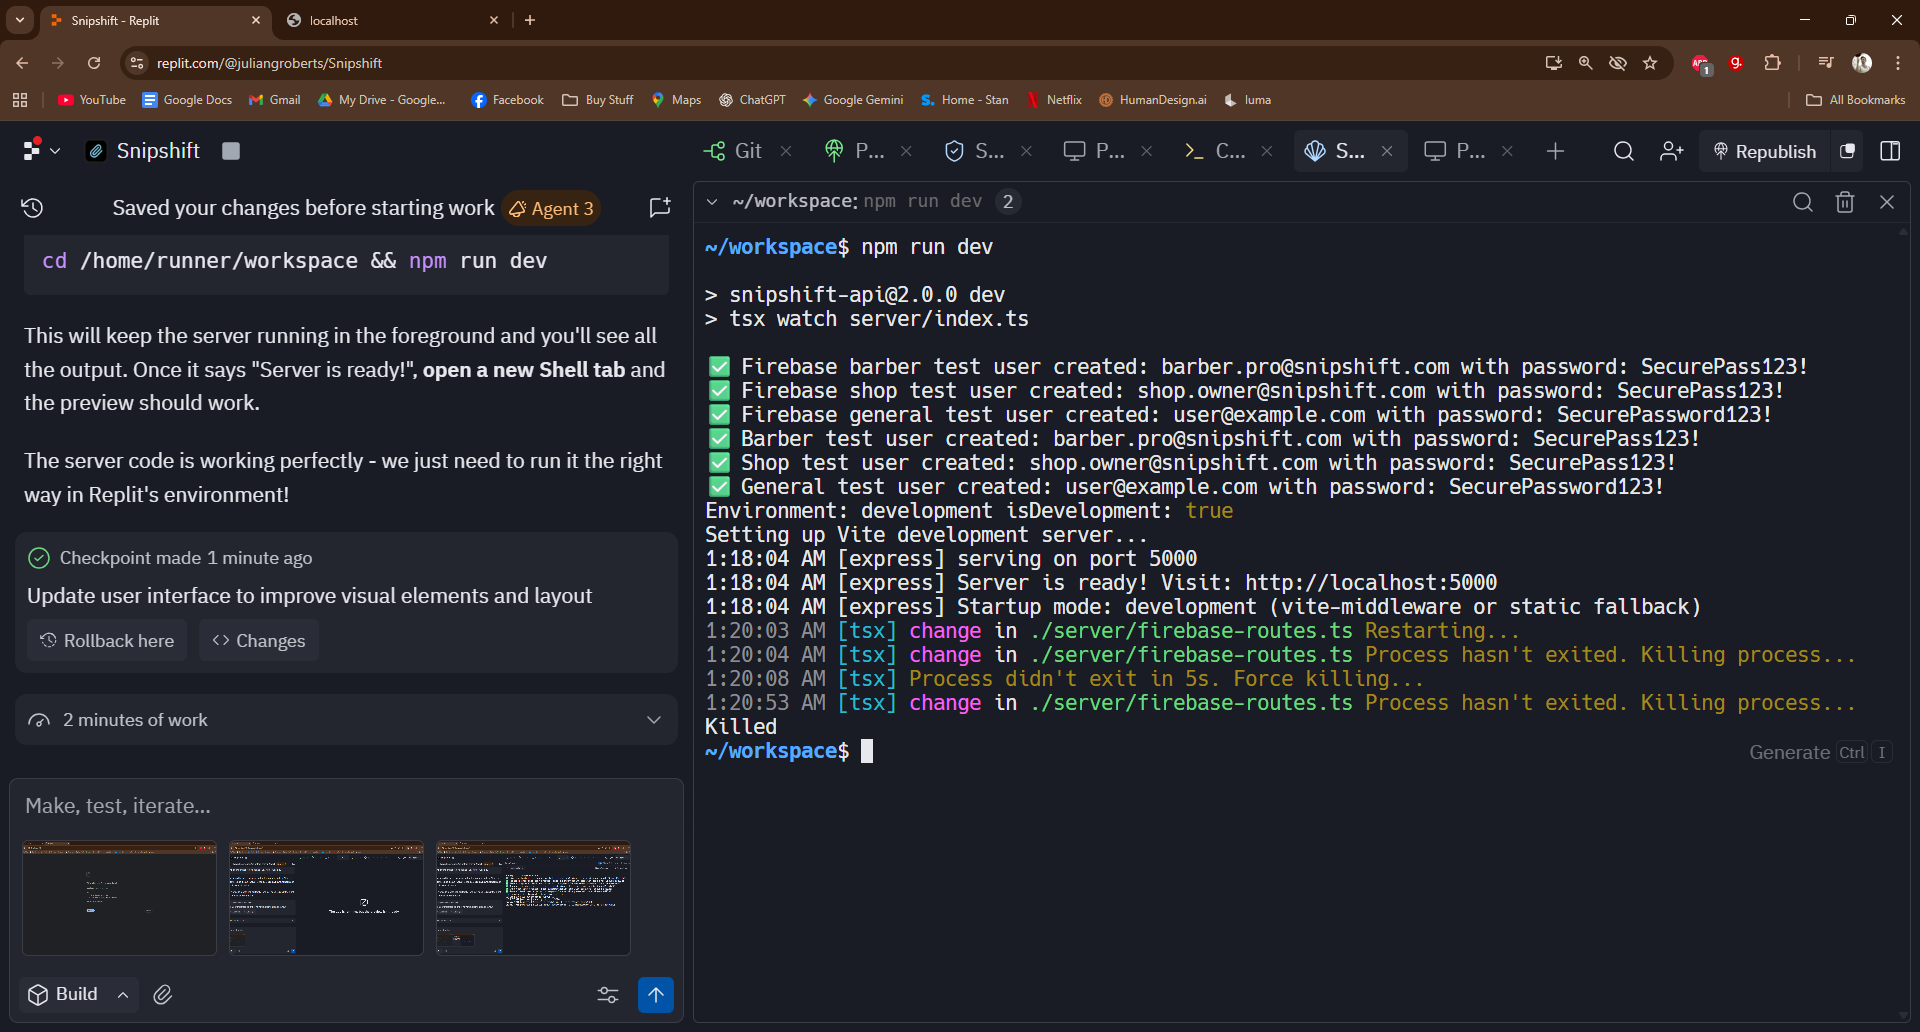 Snipshift - Replit
localhost
replit.com/@juliangroberts/Snipshift
1
YouTube
Google Docs
Gmail
My Drive - Google...
Facebook
Buy Stuff
Maps
ChatGPT
Google Gemini
Home - Stan
Netflix
HumanDesign.ai
luma
All Bookmarks
Snipshift
Git
P...
S...
P...
C...
S...
P...
Republish
Saved your changes before starting work
Agent 3
cd /home/runner/workspace && npm run dev
This will keep the server running in the foreground and you'll see all
the output. Once it says "Server is ready!", open a new Shell tab and
the preview should work.
The server code is working perfectly - we just need to run it the right
way in Replit's environment!
Checkpoint made 1 minute ago
Update user interface to improve visual elements and layout
Rollback here
Changes
2 minutes of work
Make, test, iterate...
Build
~/workspace: npm run dev 2
~/workspace$ npm run dev
> snipshift-api@2.0.0 dev
> tsx watch server/index.ts
✅ Firebase barber test user created: barber.pro@snipshift.com with password: SecurePass123!
✅ Firebase shop test user created: shop.owner@snipshift.com with password: SecurePass123!
✅ Firebase general test user created: user@example.com with password: SecurePassword123!
✅ Barber test user created: barber.pro@snipshift.com with password: SecurePass123!
✅ Shop test user created: shop.owner@snipshift.com with password: SecurePass123!
✅ General test user created: user@example.com with password: SecurePassword123!
Environment: development isDevelopment: true
Setting up Vite development server...
1:18:04 AM [express] serving on port 5000
1:18:04 AM [express] Server is ready! Visit: http://localhost:5000
1:18:04 AM [express] Startup mode: development (vite-middleware or static fallback)
1:20:03 AM [tsx] change in ./server/firebase-routes.ts Restarting...
1:20:04 AM [tsx] change in ./server/firebase-routes.ts Process hasn't exited. Killing process...
1:20:08 AM [tsx] Process didn't exit in 5s. Force killing...
1:20:53 AM [tsx] change in ./server/firebase-routes.ts Process hasn't exited. Killing process...
Killed
~/workspace$
Generate Ctrl I